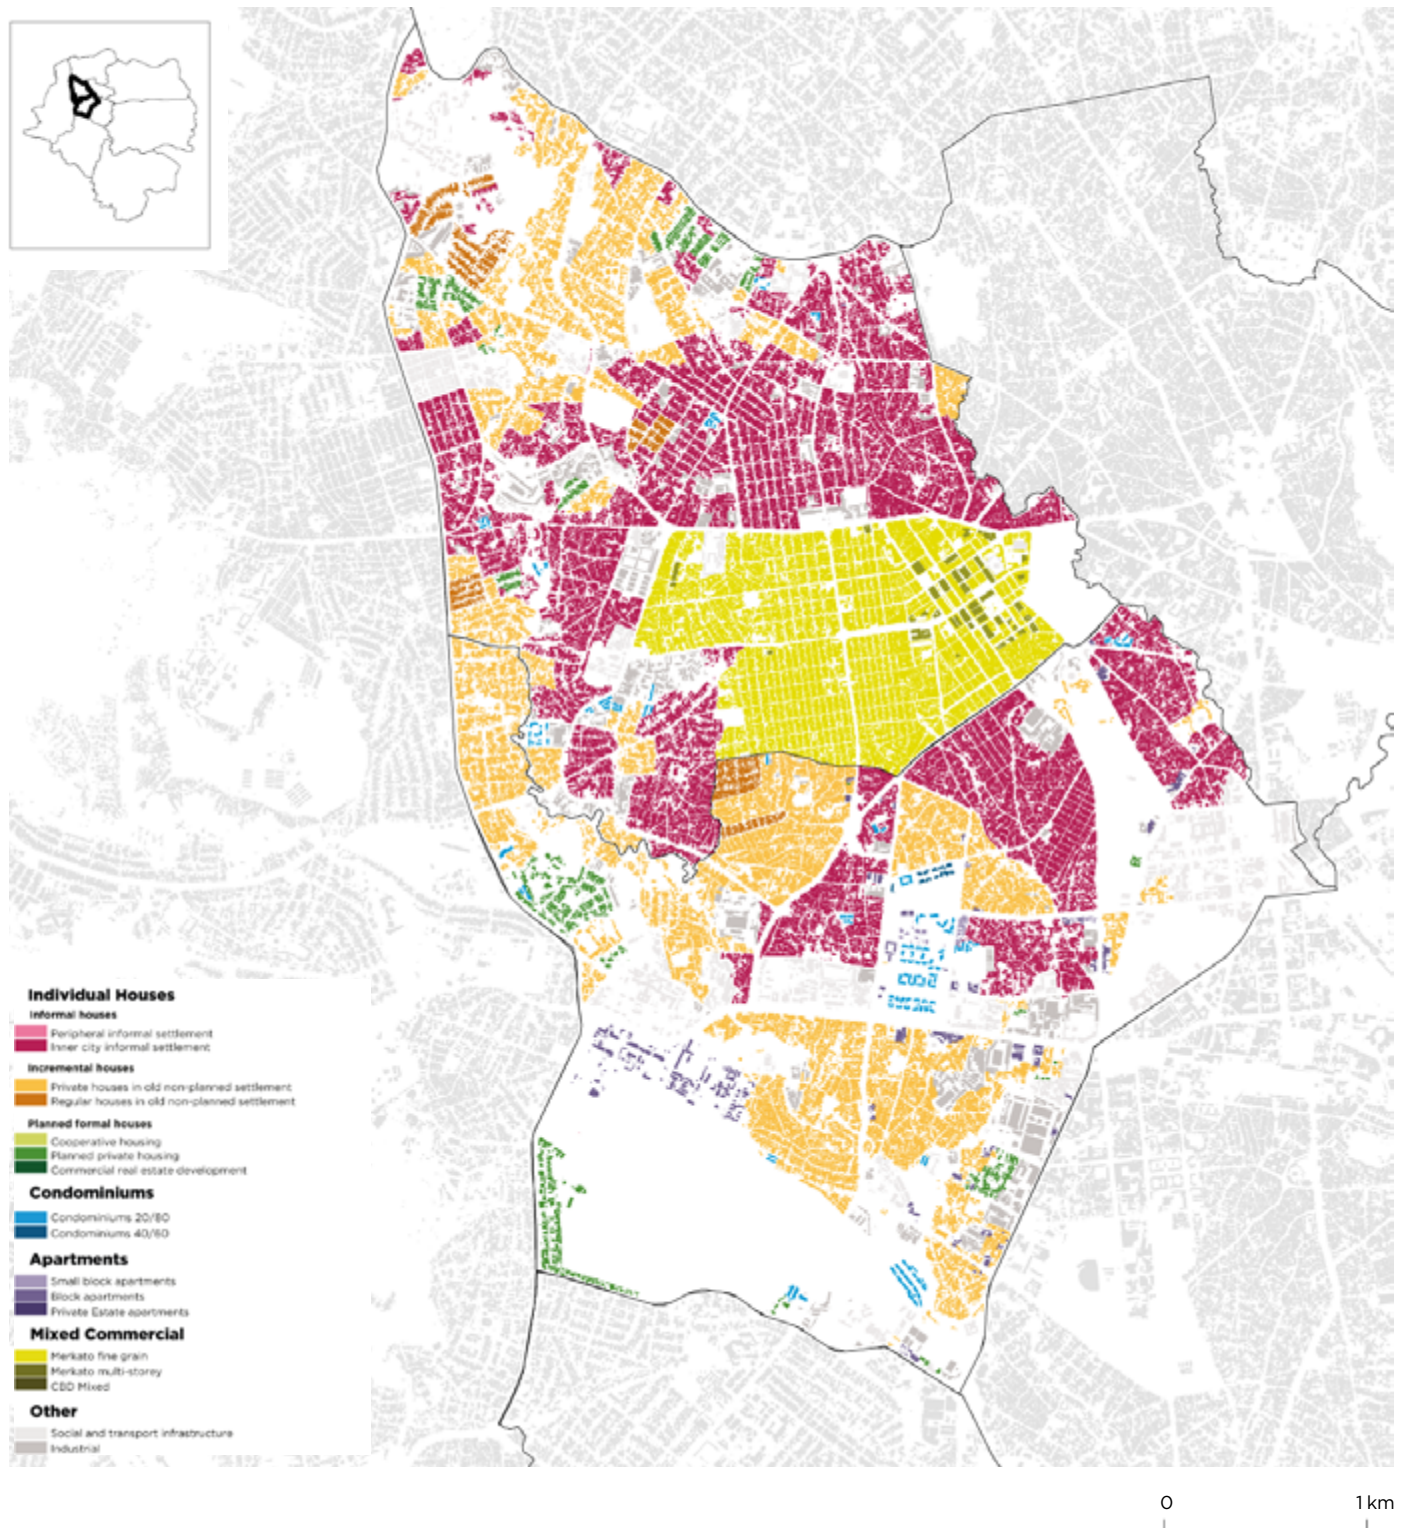 Individual Houses
Informal houses
Peripheral informal settlement
Inner city informal settlement
Incremental houses
Private houses in old non-planned settlement
Regular houses in old non-planned settlement
Planned formal houses
Cooperative housing
Planned private housing
Commercial real estate development
Condominiums
Condominiums 20/80
Condominiums 40/60
Apartments
Small block apartments
Block apartments
Private Estate apartments
Mixed Commercial
Merkato fine grain
Merkato multi-storey
CBD Mixed
Other
Social and transport infrastructure
Industrial
0 1 km